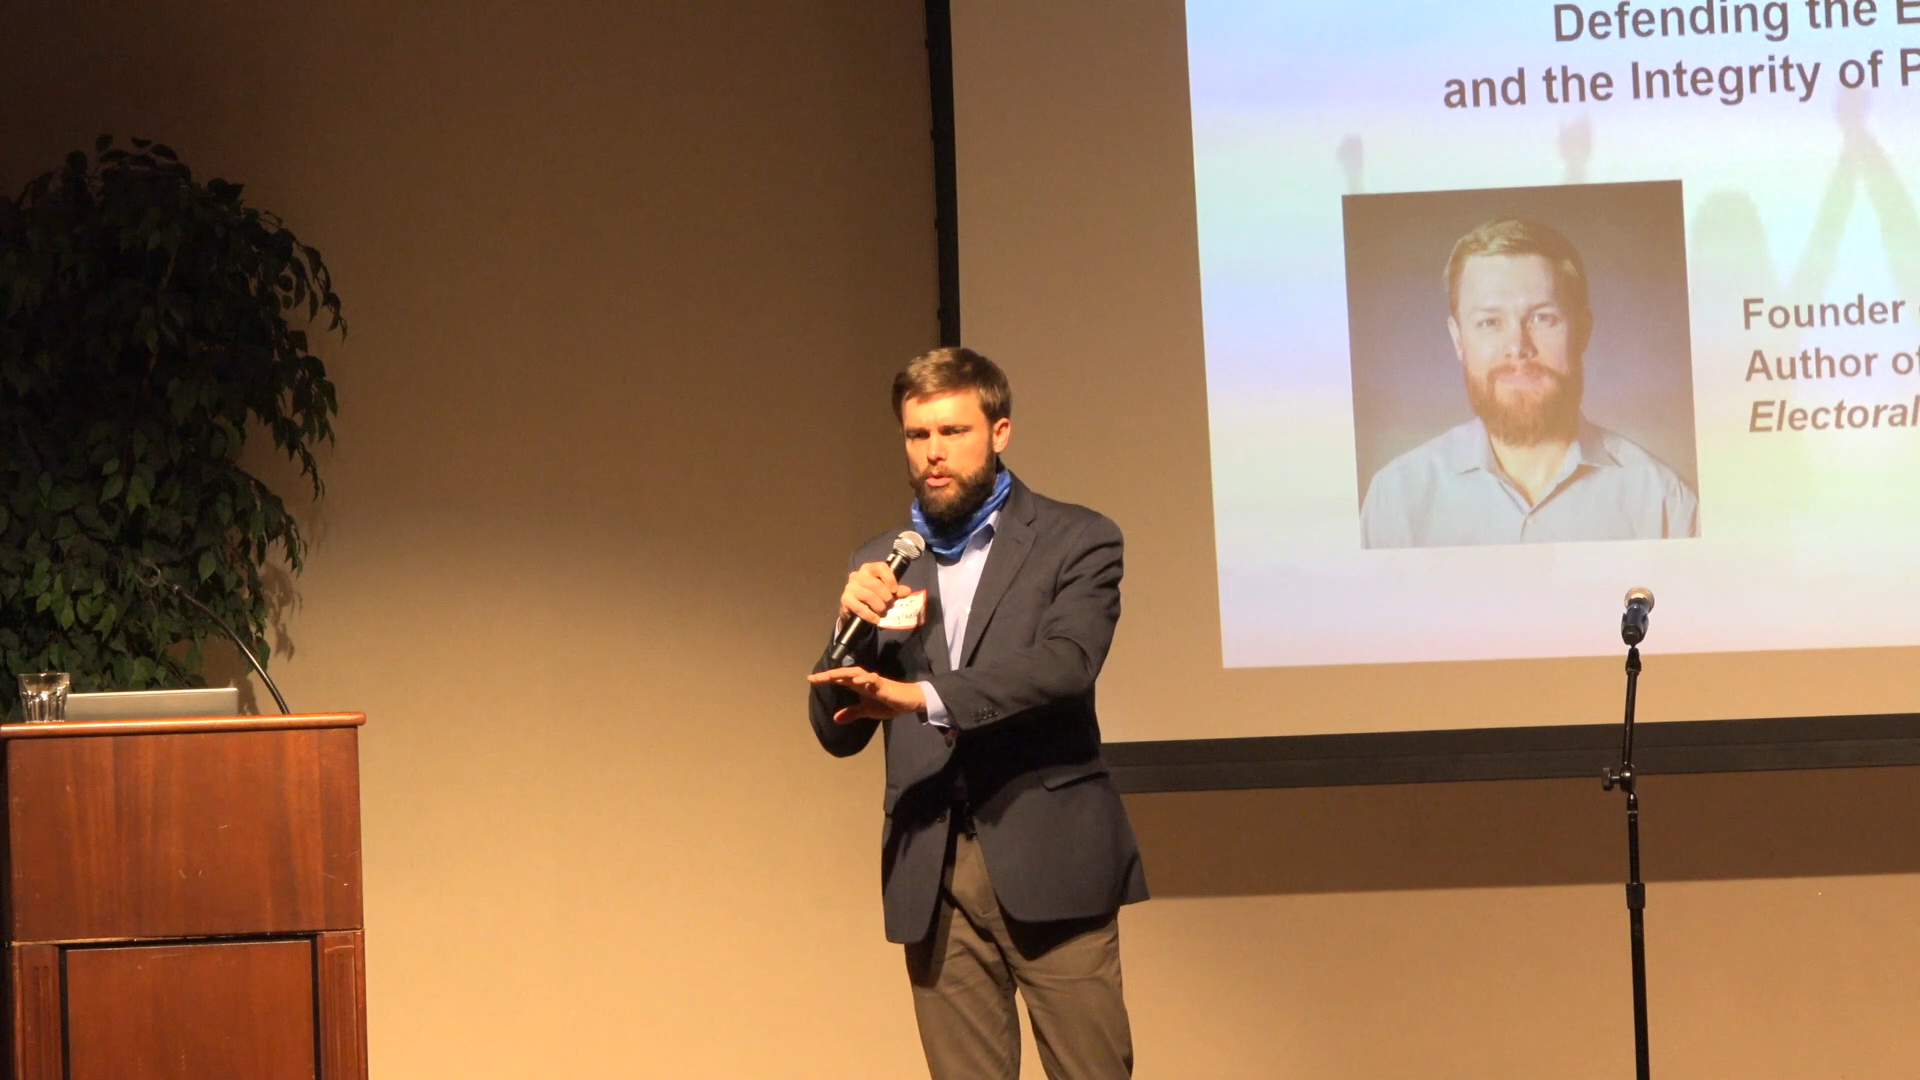 Defending the E
and the Integrity of P
Founder
Author of
Electoral